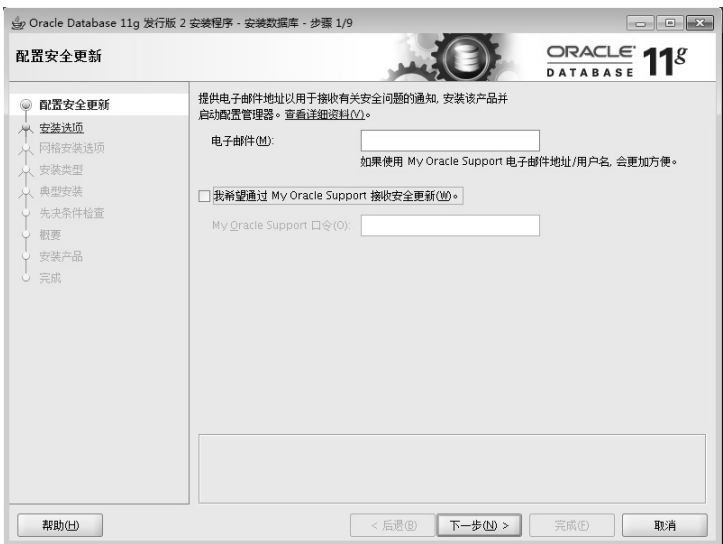 Oracle Database 11g 发行版 2 安装程序 - 安装数据库 - 步骤 1/9
配置安全更新
ORACLE
DATABASE 11g
配置安全更新
安装选项
网格安装选项
安装类型
典型安装
先决条件检查
概要
安装产品
完成
提供电子邮件地址以用于接收有关安全问题的通知, 安装该产品并
启动配置管理器。查看详细资料(V)。
电子邮件(M):
如果使用 My Oracle Support 电子邮件地址/用户名, 会更加方便。
我希望通过 My Oracle Support 接收安全更新(W)。
My Oracle Support 口令(O):
帮助(H)
< 后退(B)
下一步(N) >
完成(F)
取消